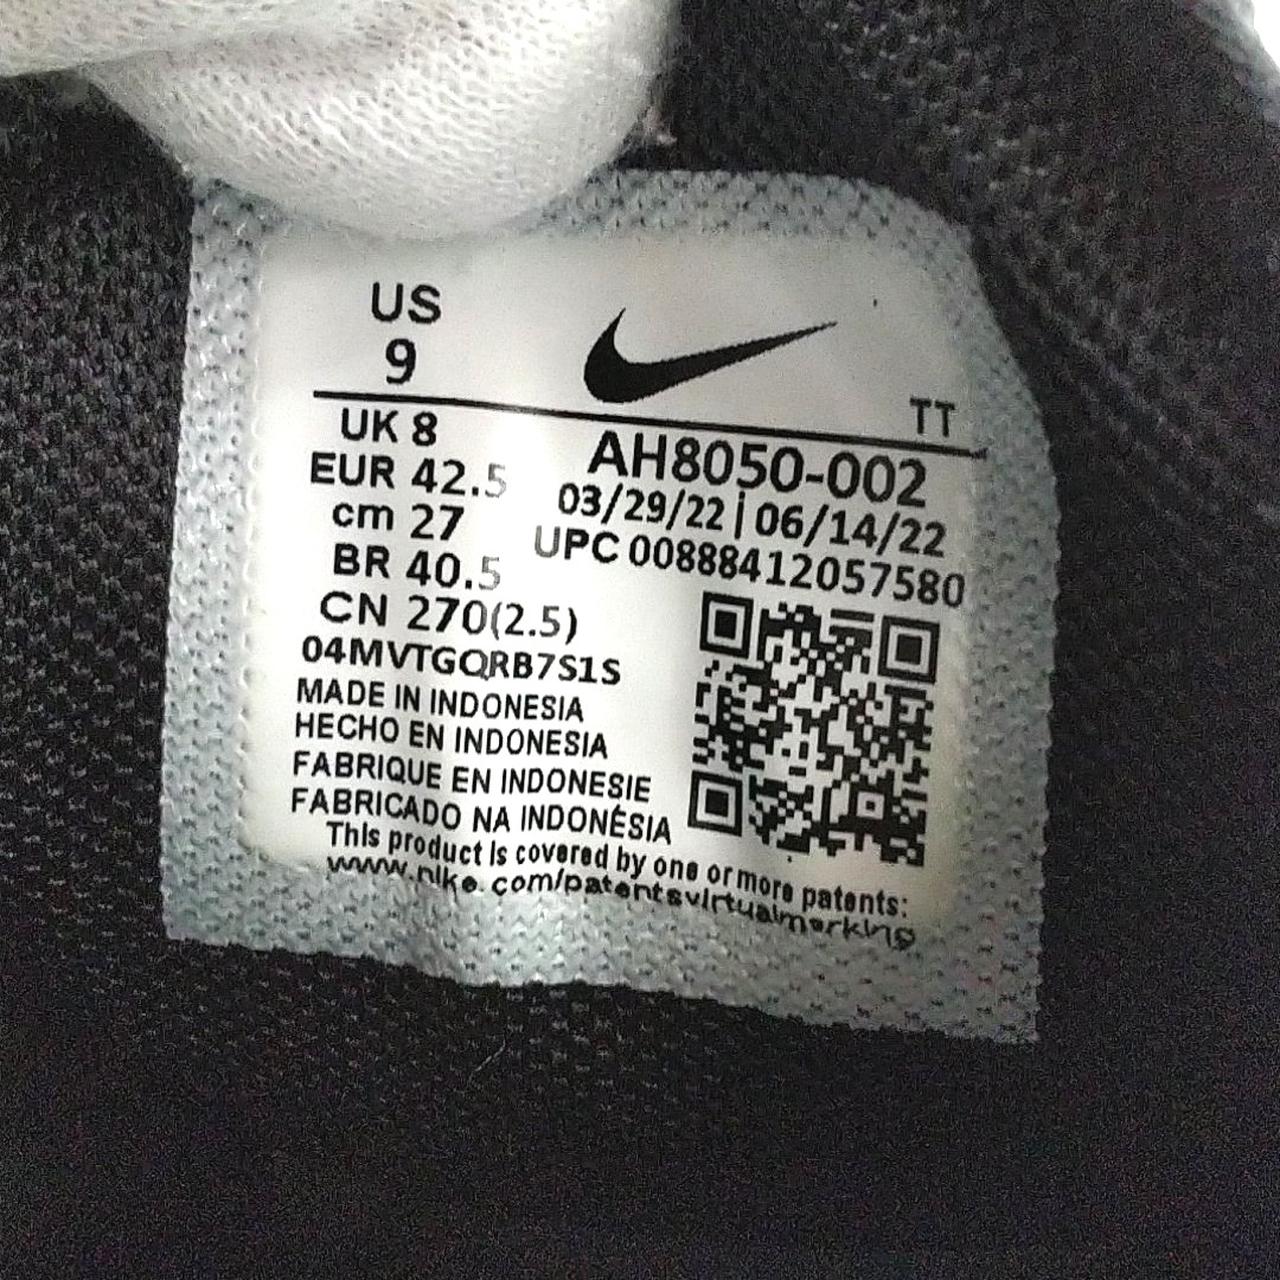 US
9
TT
UK 8
AH8050-002
EUR 42.5
03/29/22 | 06/14/22
cm 27
UPC 00888412057580
BR 40.5
CN 270(2.5)
04MVTGQRB7S1S
MADE IN INDONESIA
HECHO EN INDONESIA
FABRIQUE EN INDONESIE
FABRICADO NA INDONÉSIA
This product is covered by one or more patents:
www.nike.com/patentsvirtualmarking